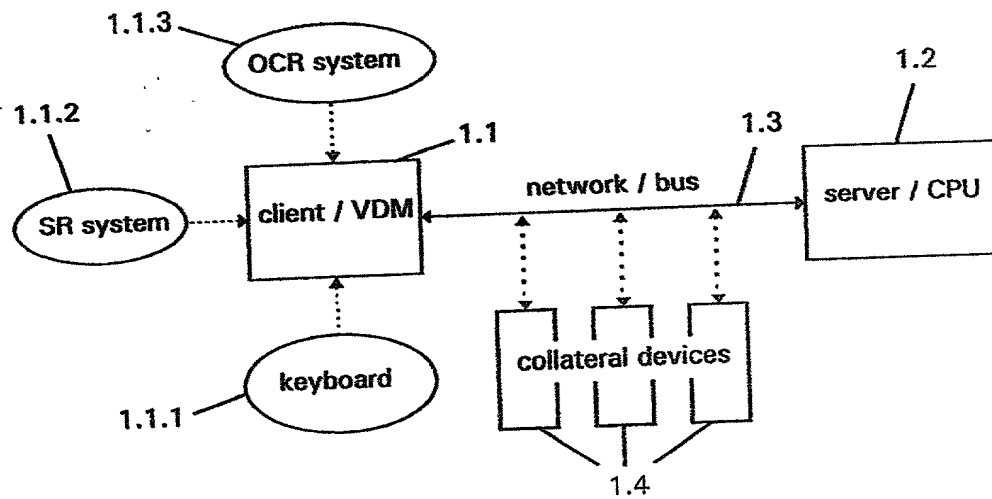 1.1.3
OCR system
1.2
1.1.2
1.1
1.3
network / bus
server / CPU
client / VDM
SR system
collateral devices
keyboard
1.1.1
1.4